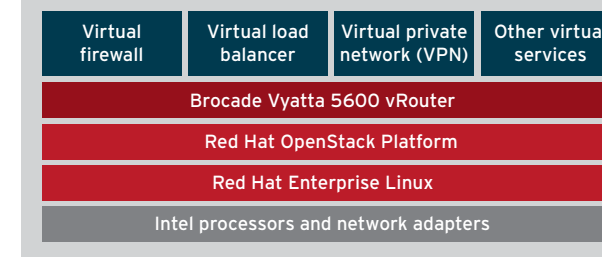 Virtual
firewall
Virtual load
balancer
Virtual private
network (VPN)
Other virtua
services
Brocade Vyatta 5600 vRouter
Red Hat OpenStack Platform
Red Hat Enterprise Linux
Intel processors and network adapters